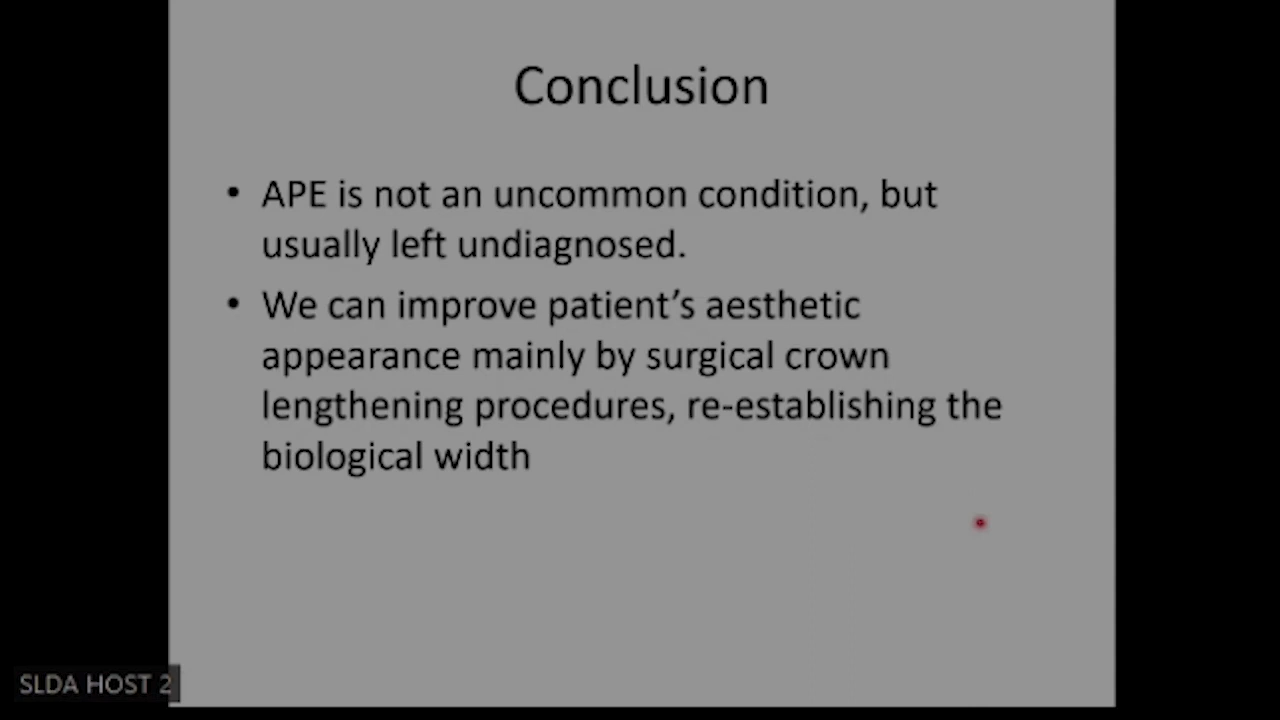 Conclusion
• APE is not an uncommon condition, but
usually left undiagnosed.
• We can improve patient’s aesthetic
appearance mainly by surgical crown
lengthening procedures, re-establishing the
biological width
SLDA HOST 2